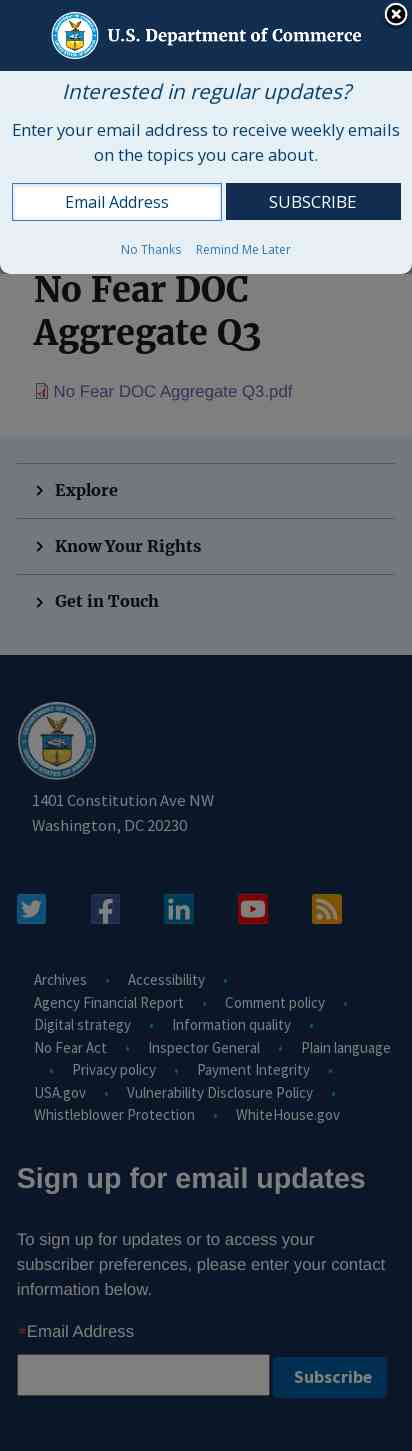 U.S. Department of Commerce
Interested in regular updates?
Enter your email address to receive weekly emails
on the topics you care about.
Email Address SUBSCRIBE
No Thanks Remind Me Later
No Fear DOC
Aggregate Q3
No Fear DOC Aggregate Q3.pdf
Explore
Know Your Rights
Get in Touch
1401 Constitution Ave NW
Washington, DC 20230
Archives • Accessibility •
Agency Financial Report • Comment policy •
Digital strategy • Information quality •
No Fear Act • Inspector General • Plain language
• Privacy policy • Payment Integrity •
USA.gov • Vulnerability Disclosure Policy •
Whistleblower Protection • WhiteHouse.gov
Sign up for email updates
To sign up for updates or to access your
subscriber preferences, please enter your contact
information below.
*Email Address
Subscribe